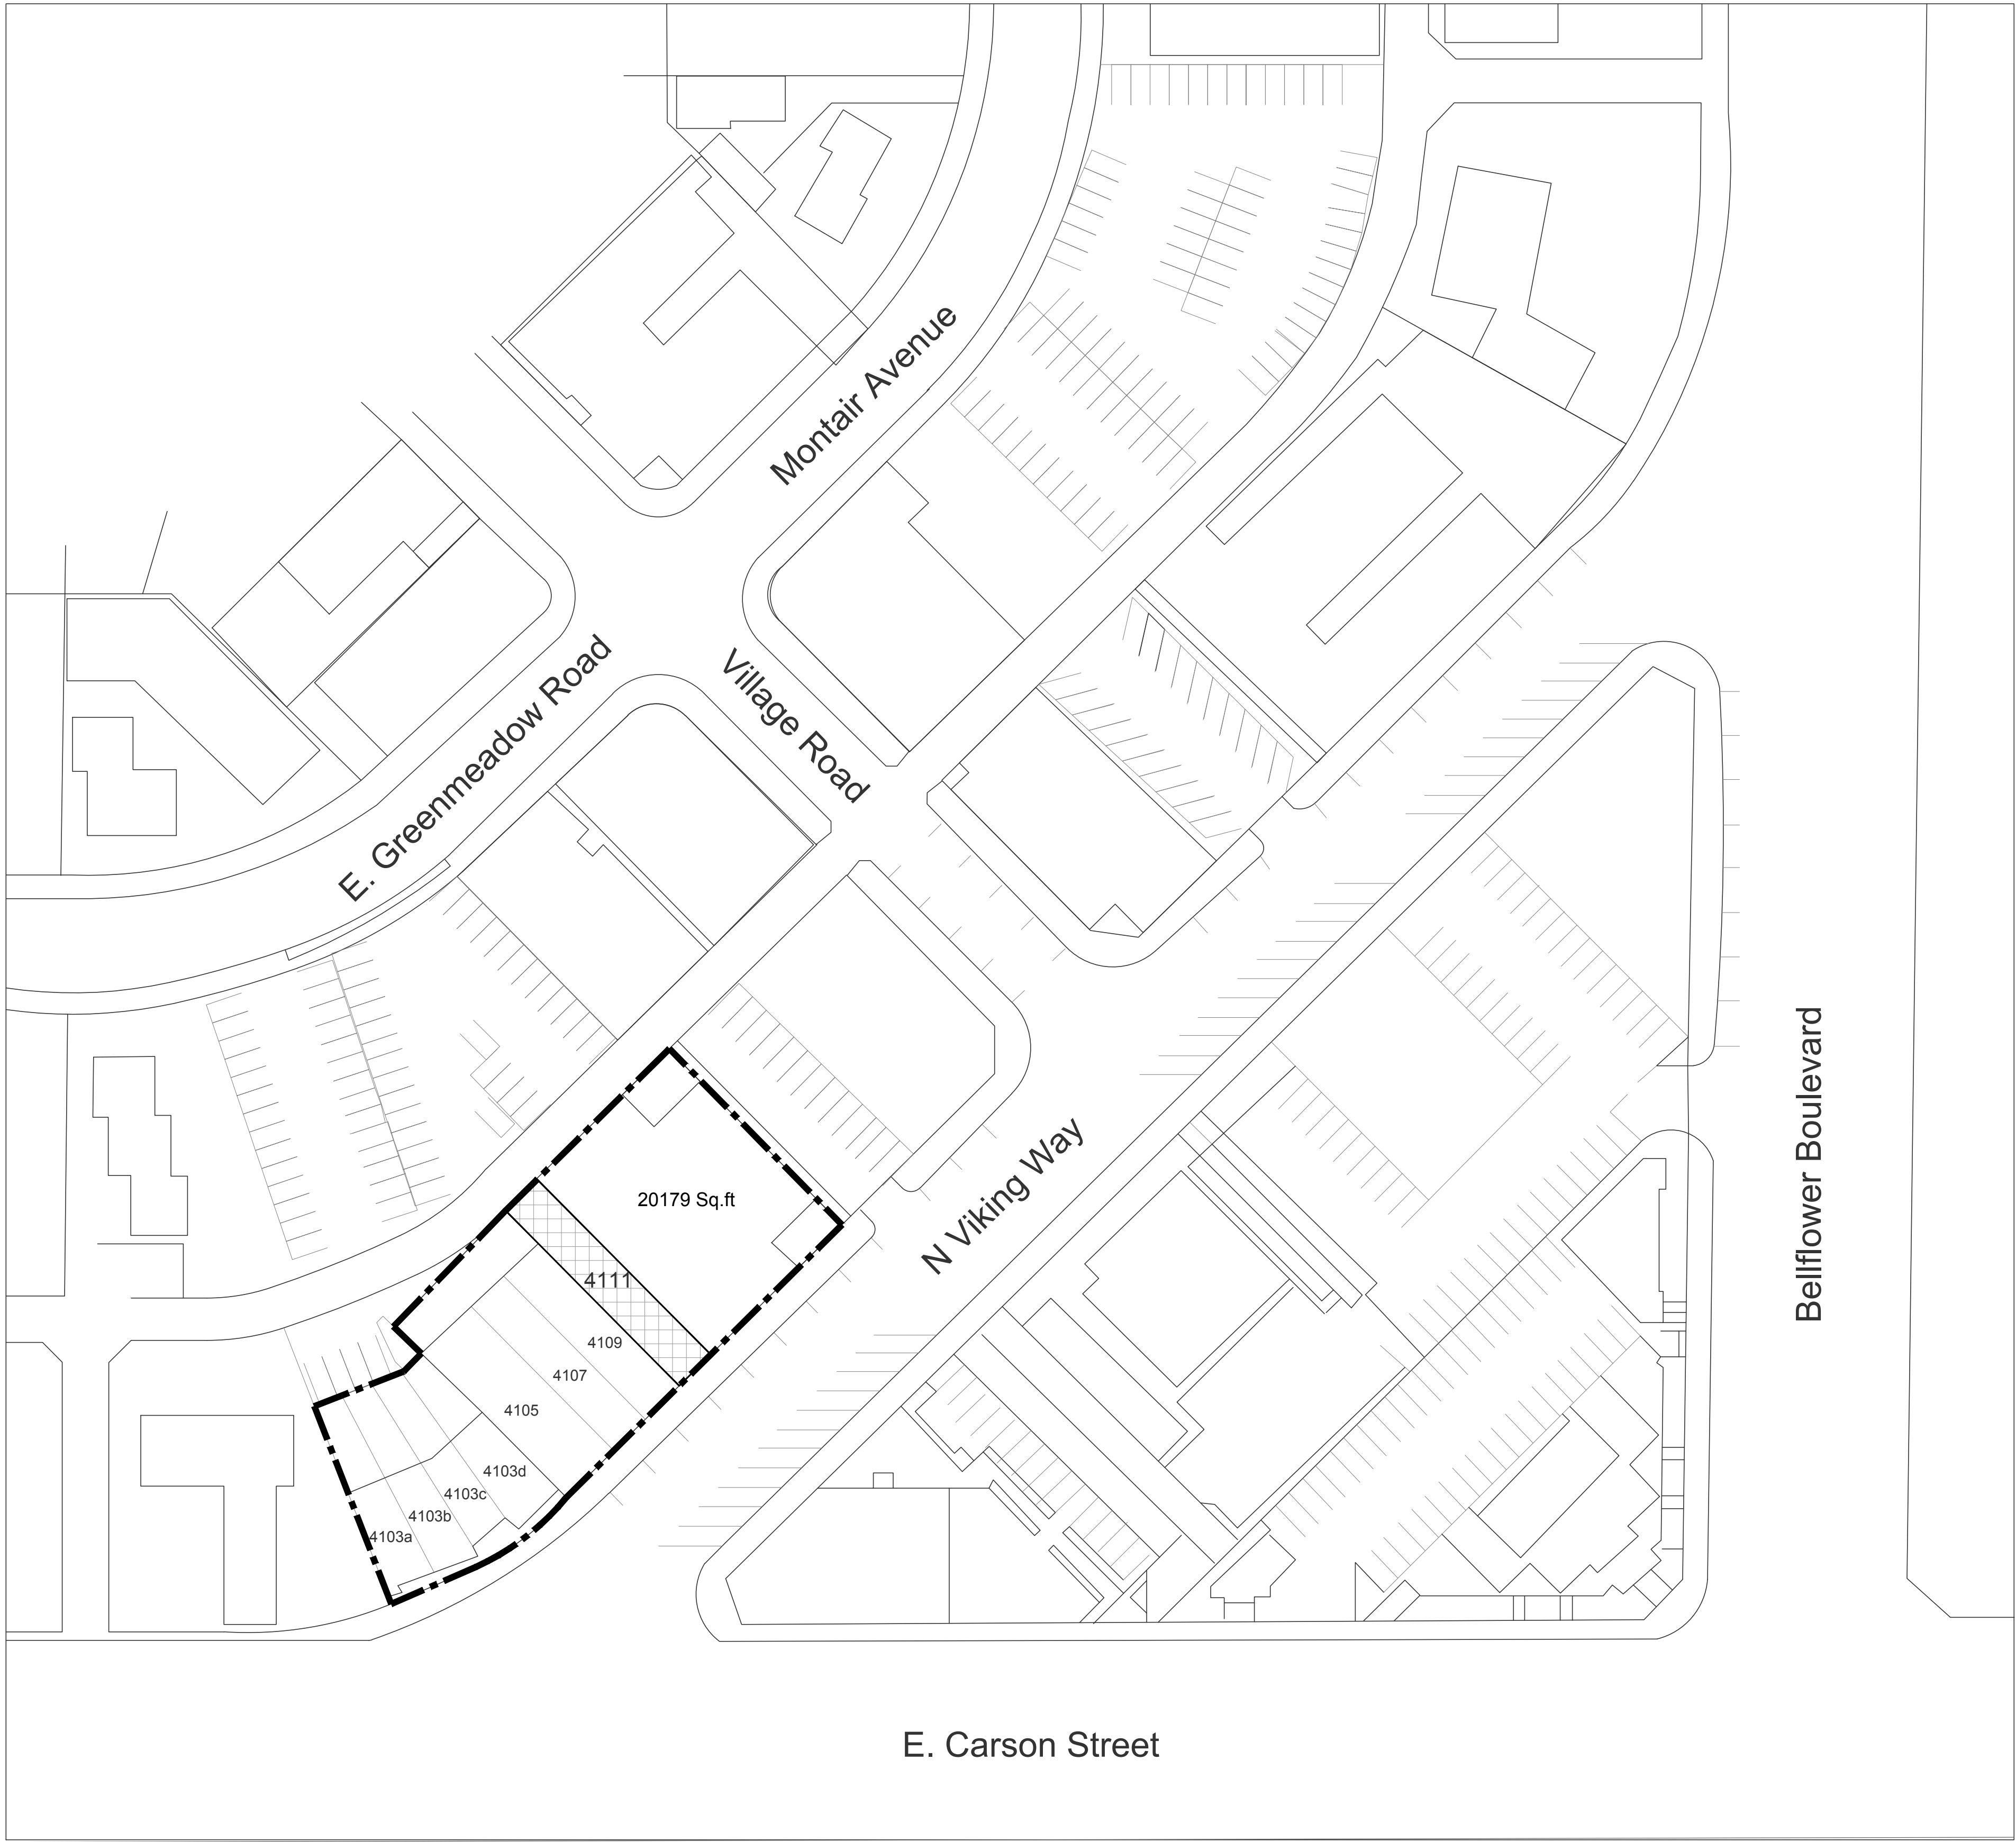 Montair Avenue
E. Greenmeadow Road
Village Road
Bellflower Boulevard
N Viking Way
20179 Sq.ft
4111
4109
4107
4105
4103d
4103c
4103b
4103a
E. Carson Street